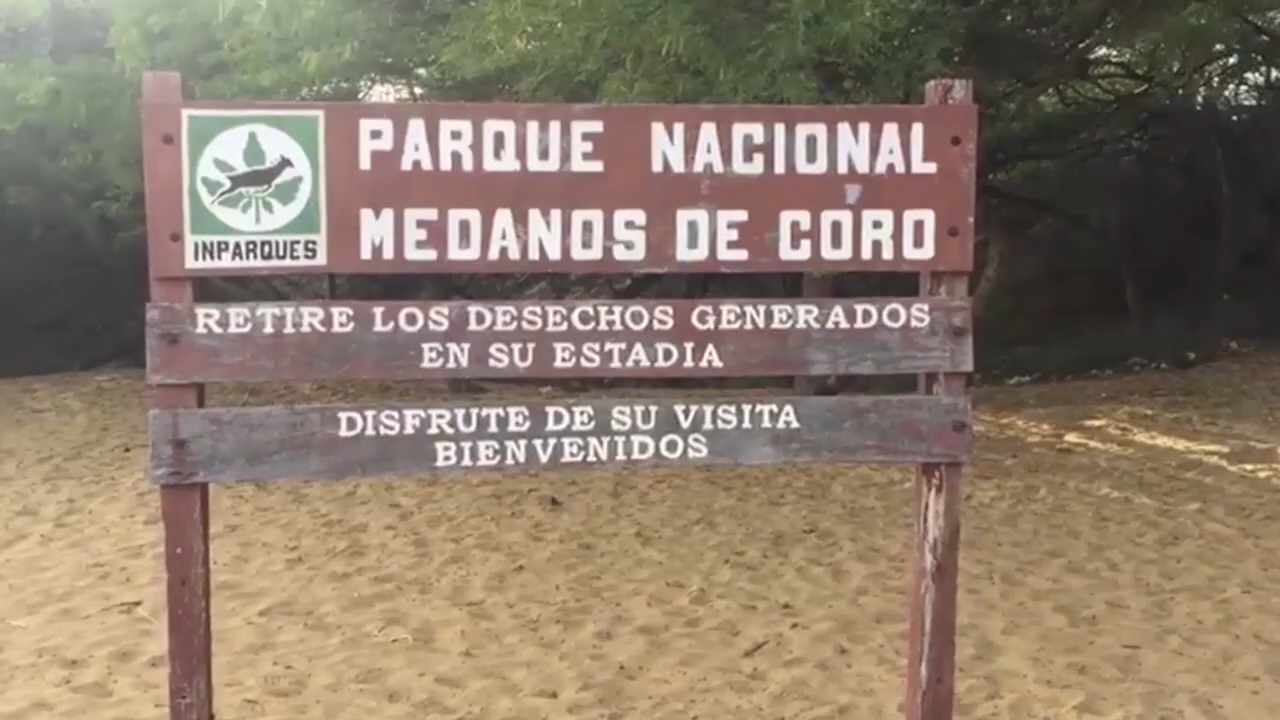 PARQUE NACIONAL
MEDANOS DE CORO
INPARQUES
RETIRE LOS DESECHOS GENERADOS
EN SU ESTADIA
DISFRUTE DE SU VISITA
BIENVENIDOS